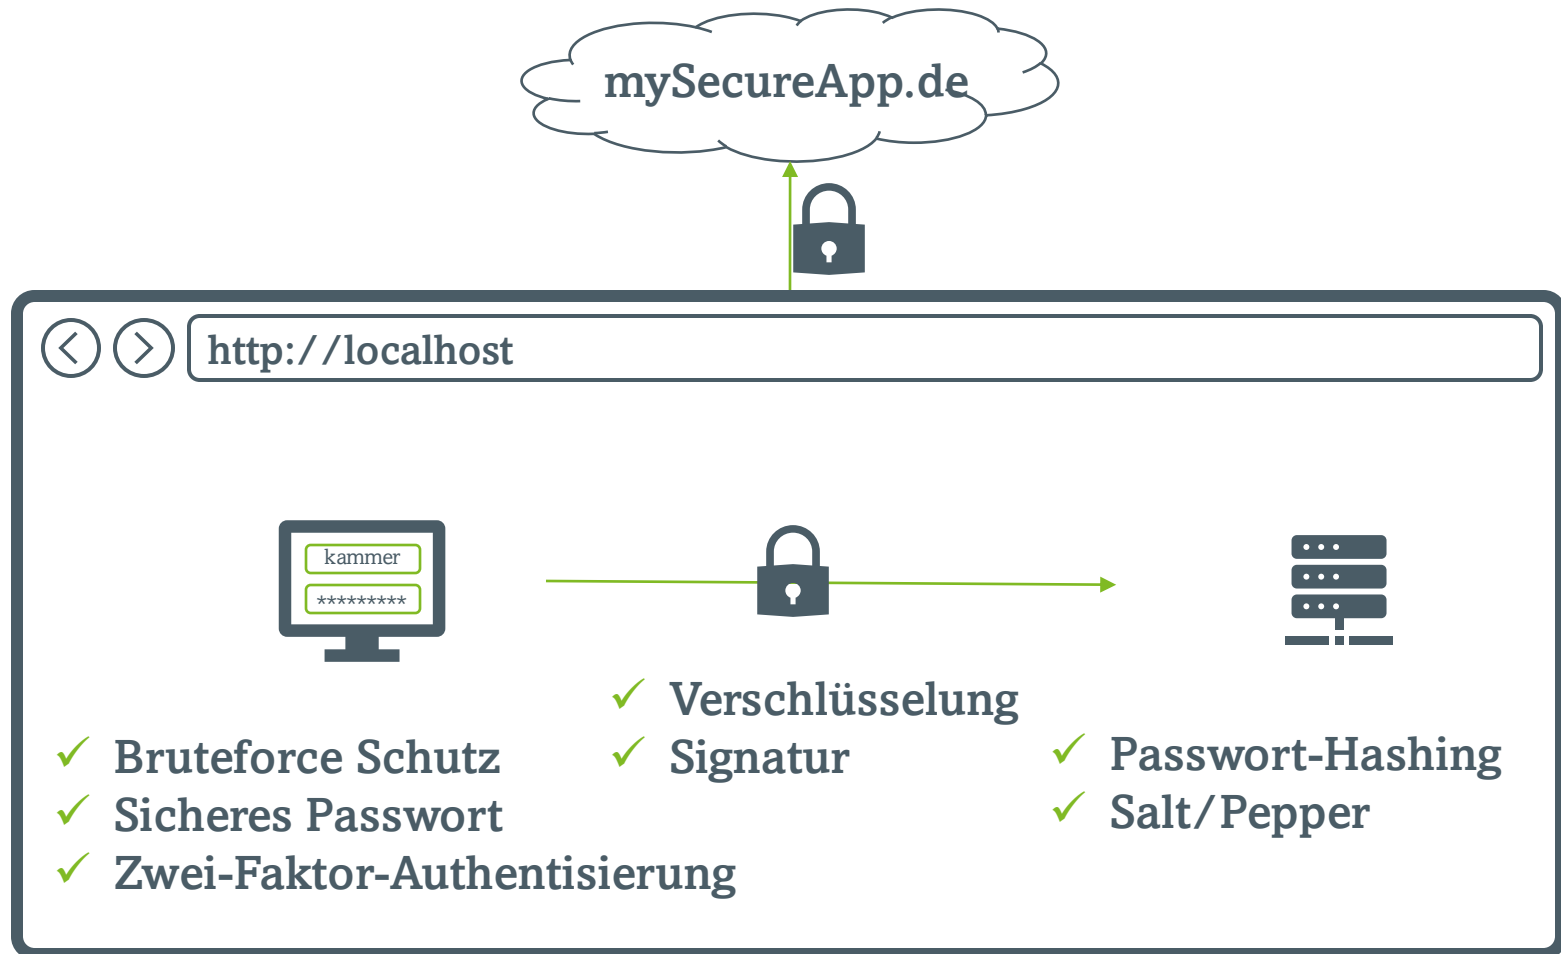 mySecureApp.de
http://localhost
kammer
*********
Verschlüsselung
Signatur
Bruteforce Schutz
Sicheres Passwort
Zwei-Faktor-Authentisierung
Passwort-Hashing
Salt/Pepper